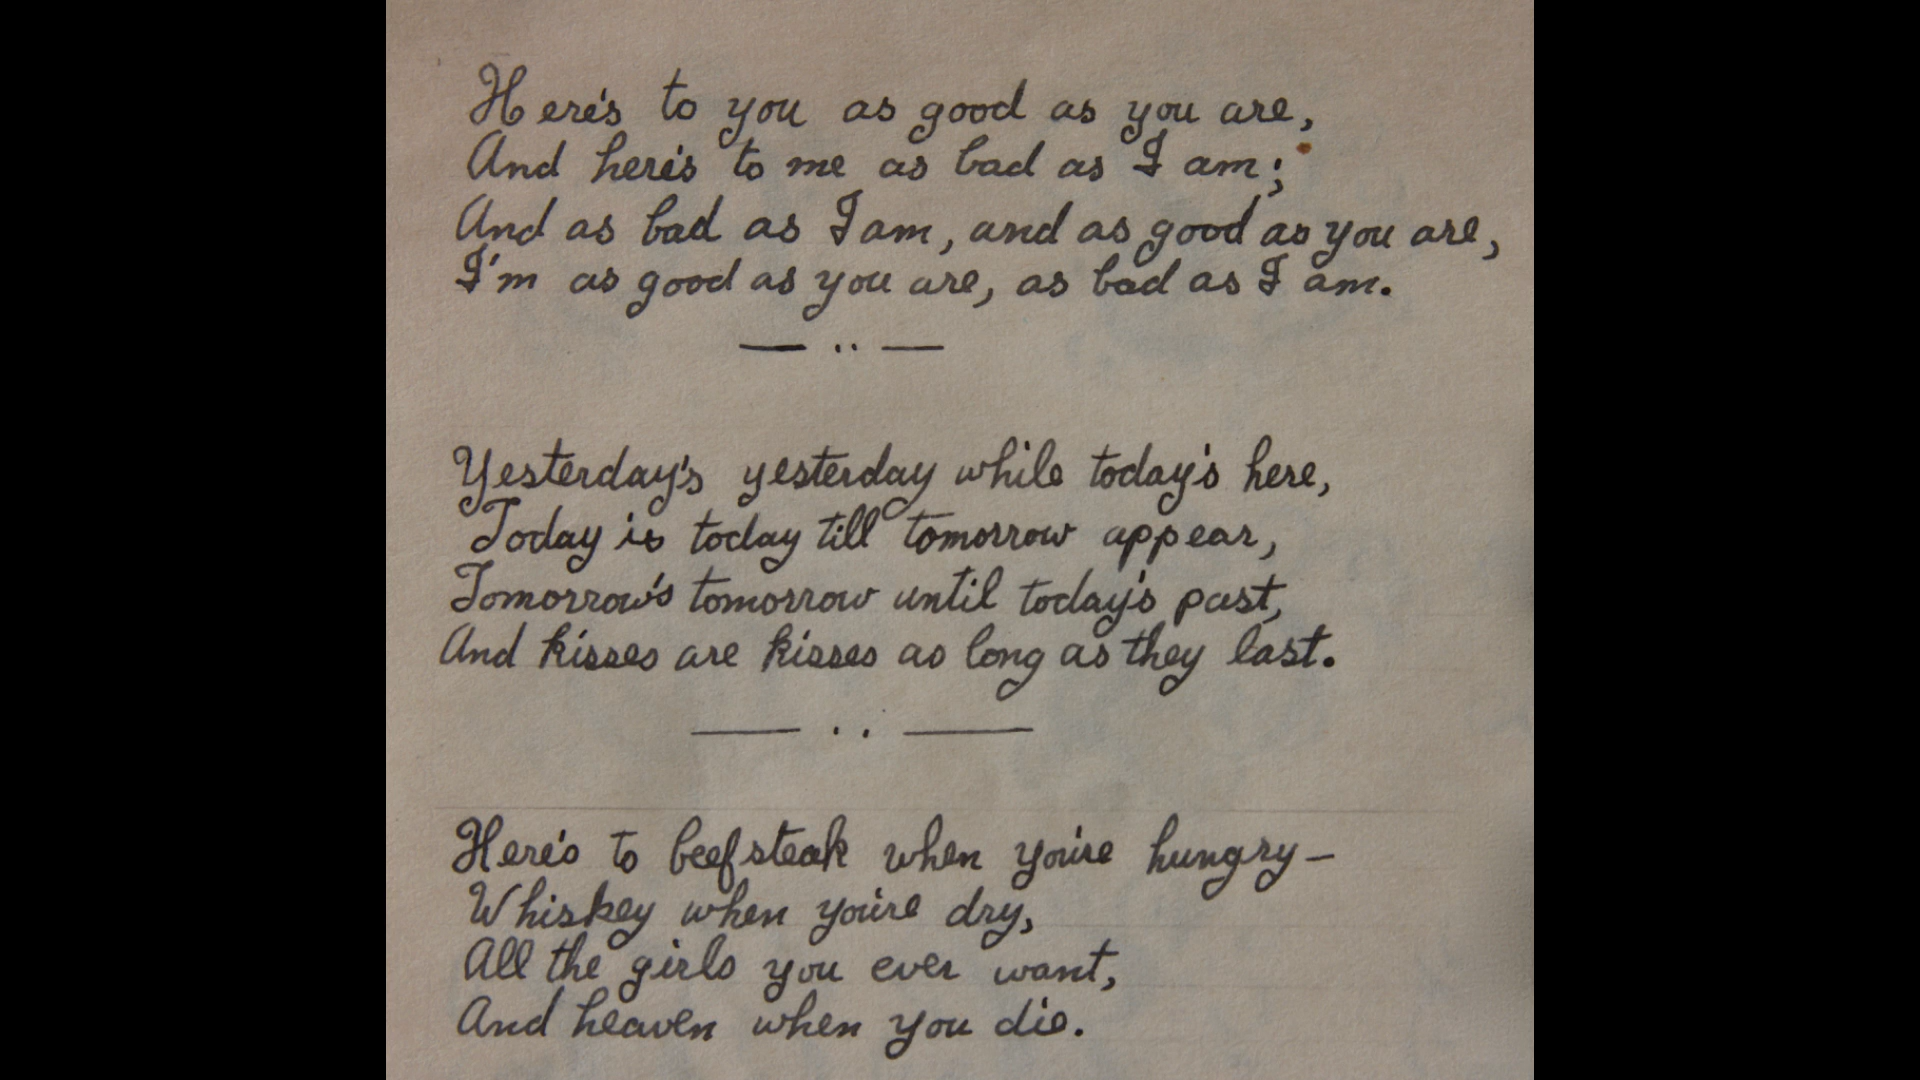 Here's to you as good as you are,
And here's to me as bad as I am;
And as bad as I am, and as good as you are,
I'm as good as you are, as bad as I am.
— .. —
Yesterday's yesterday while today's here,
Today is today till tomorrow appear,
Tomorrow's tomorrow until today's past,
And kisses are kisses as long as they last.
— . . —
Here's to beefsteak when you're hungry—
Whiskey when you're dry,
All the girls you ever want,
And heaven when you die.